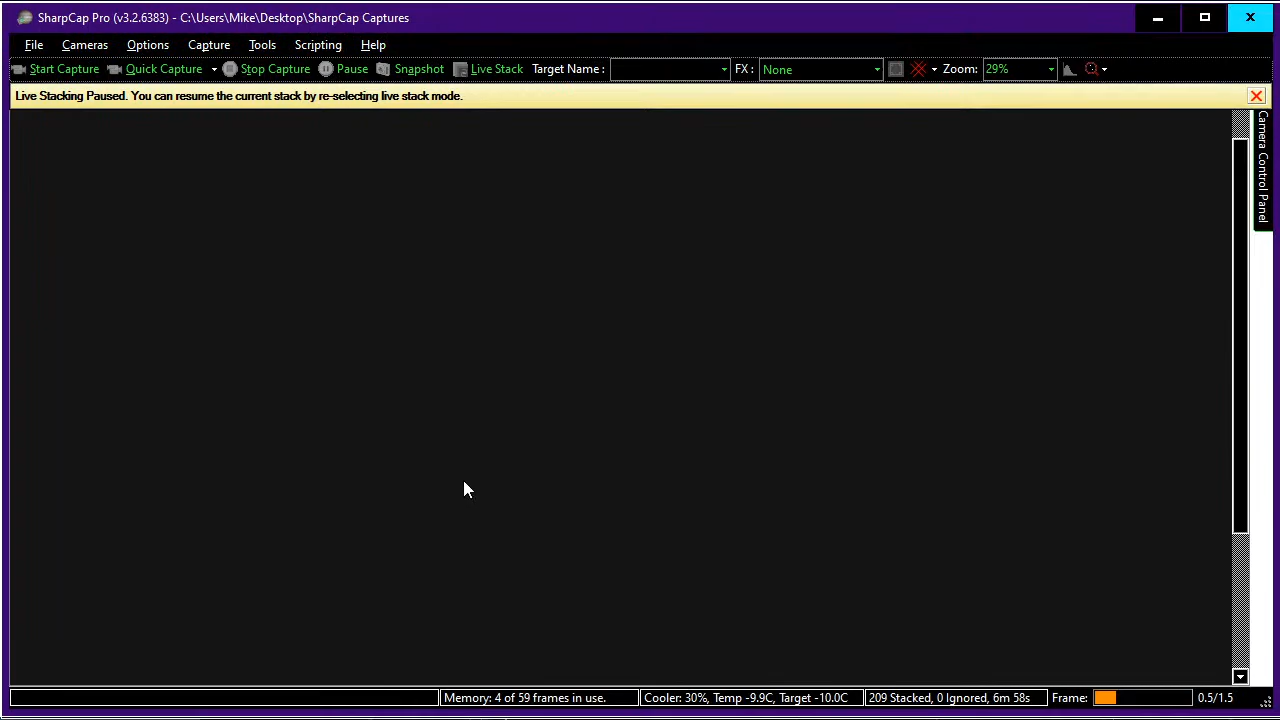 SharpCap Pro (v3.2.6383) - C:\Users\Mike\Desktop\SharpCap Captures
File Cameras Options Capture Tools Scripting Help
Start Capture Quick Capture Stop Capture Pause Snapshot Live Stack Target Name : FX : None Zoom: 29%
Live Stacking Paused. You can resume the current stack by re-selecting live stack mode.
Camera Control Panel
Memory: 4 of 59 frames in use. Cooler: 30%, Temp -9.9C, Target -10.0C 209 Stacked, 0 Ignored, 6m 58s Frame: 0.5/1.5